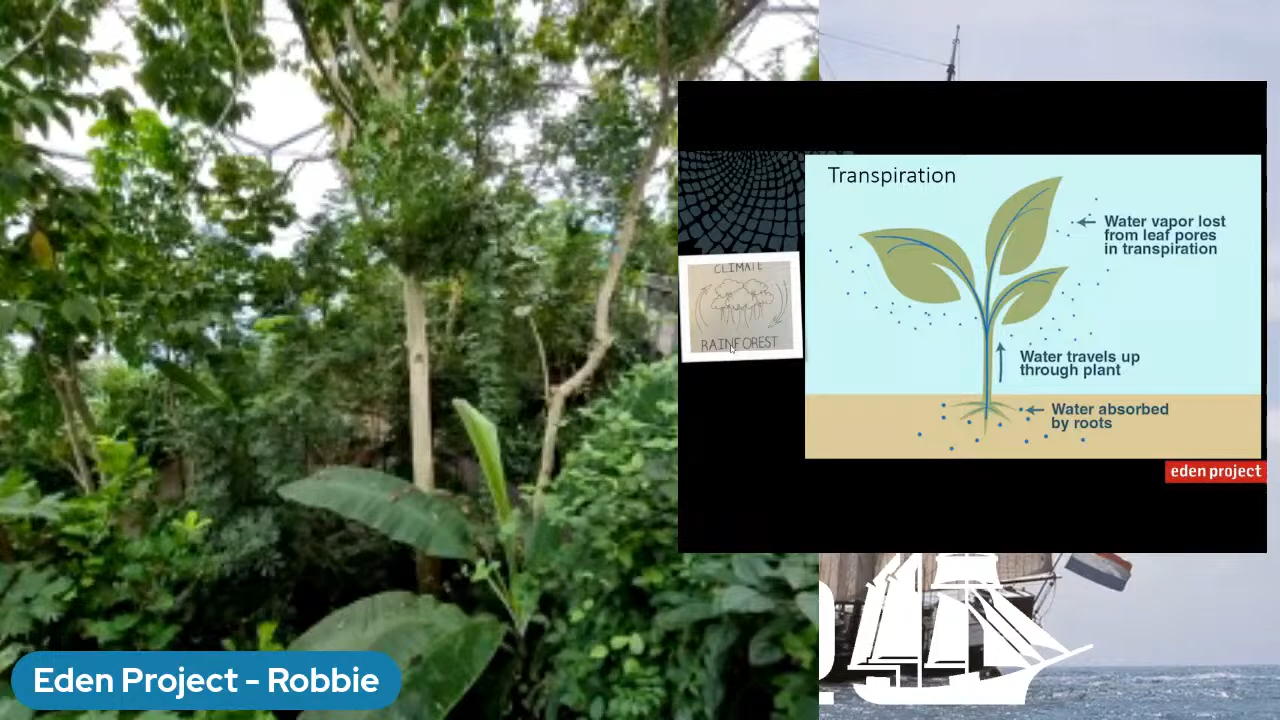 Transpiration
Water vapor lost
from leaf pores
in transpiration
CLIMATE
RAINFOREST
Water travels up
through plant
Water absorbed
by roots
eden project
Eden Project - Robbie